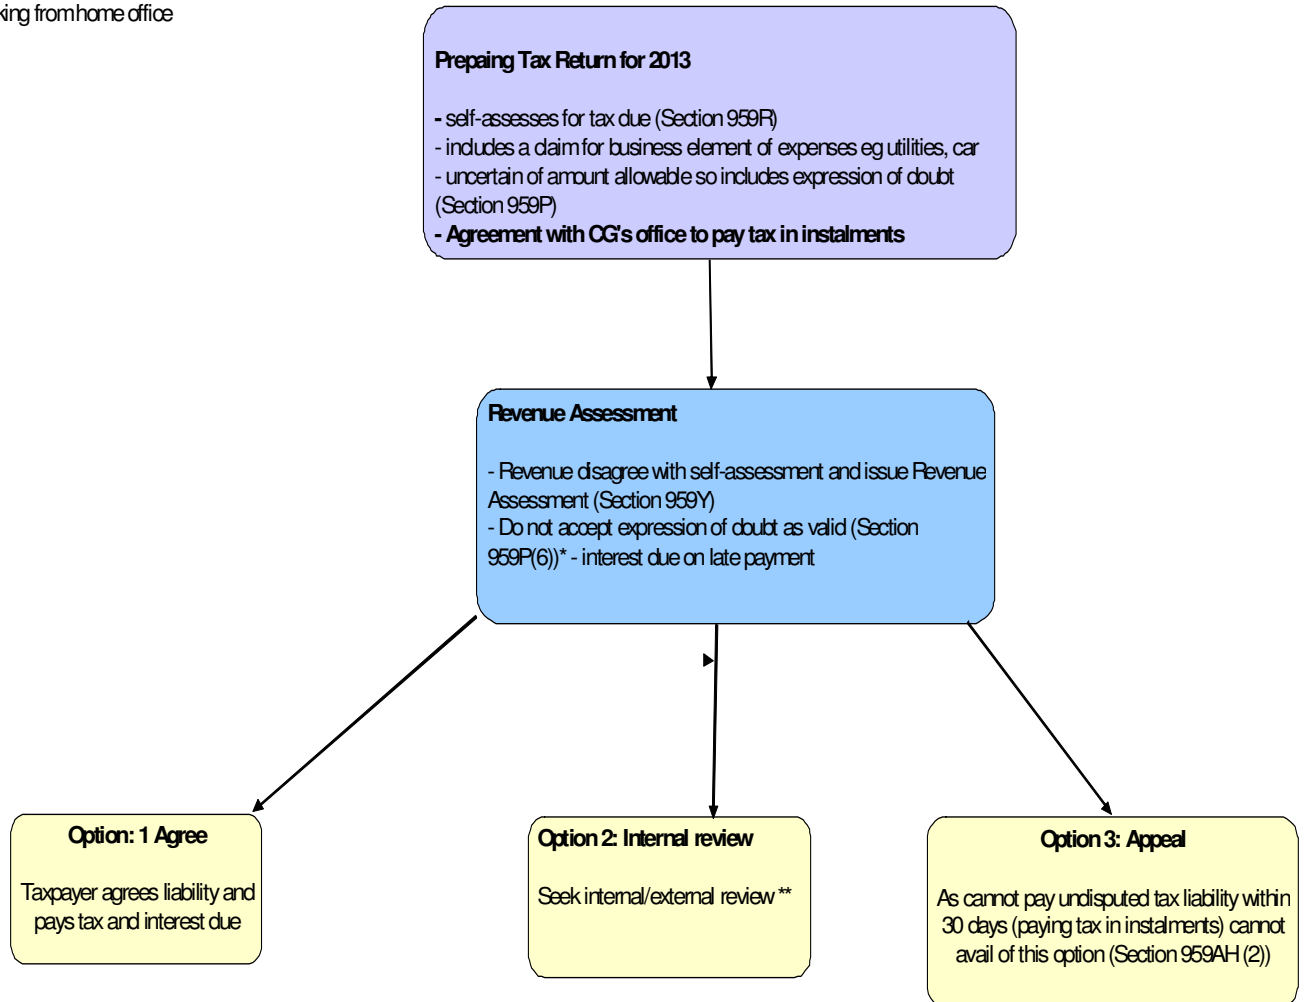 king from home office
Prepaing Tax Return for 2013
- self-assesses for tax due (Section 959R)
- includes a claim for business element of expenses eg utilities, car
- uncertain of amount allowable so includes expression of doubt
(Section 959P)
- Agreement with CG's office to pay tax in instalments
Revenue Assessment
- Revenue disagree with self-assessment and issue Revenue
Assessment (Section 959Y)
- Do not accept expression of doubt as valid (Section
959P(6))* - interest due on late payment
Option: 1 Agree
Taxpayer agrees liability and
pays tax and interest due
Option 2: Internal review
Seek internal/external review **
Option 3: Appeal
As cannot pay undisputed tax liability within
30 days (paying tax in instalments) cannot
avail of this option (Section 959AH (2))